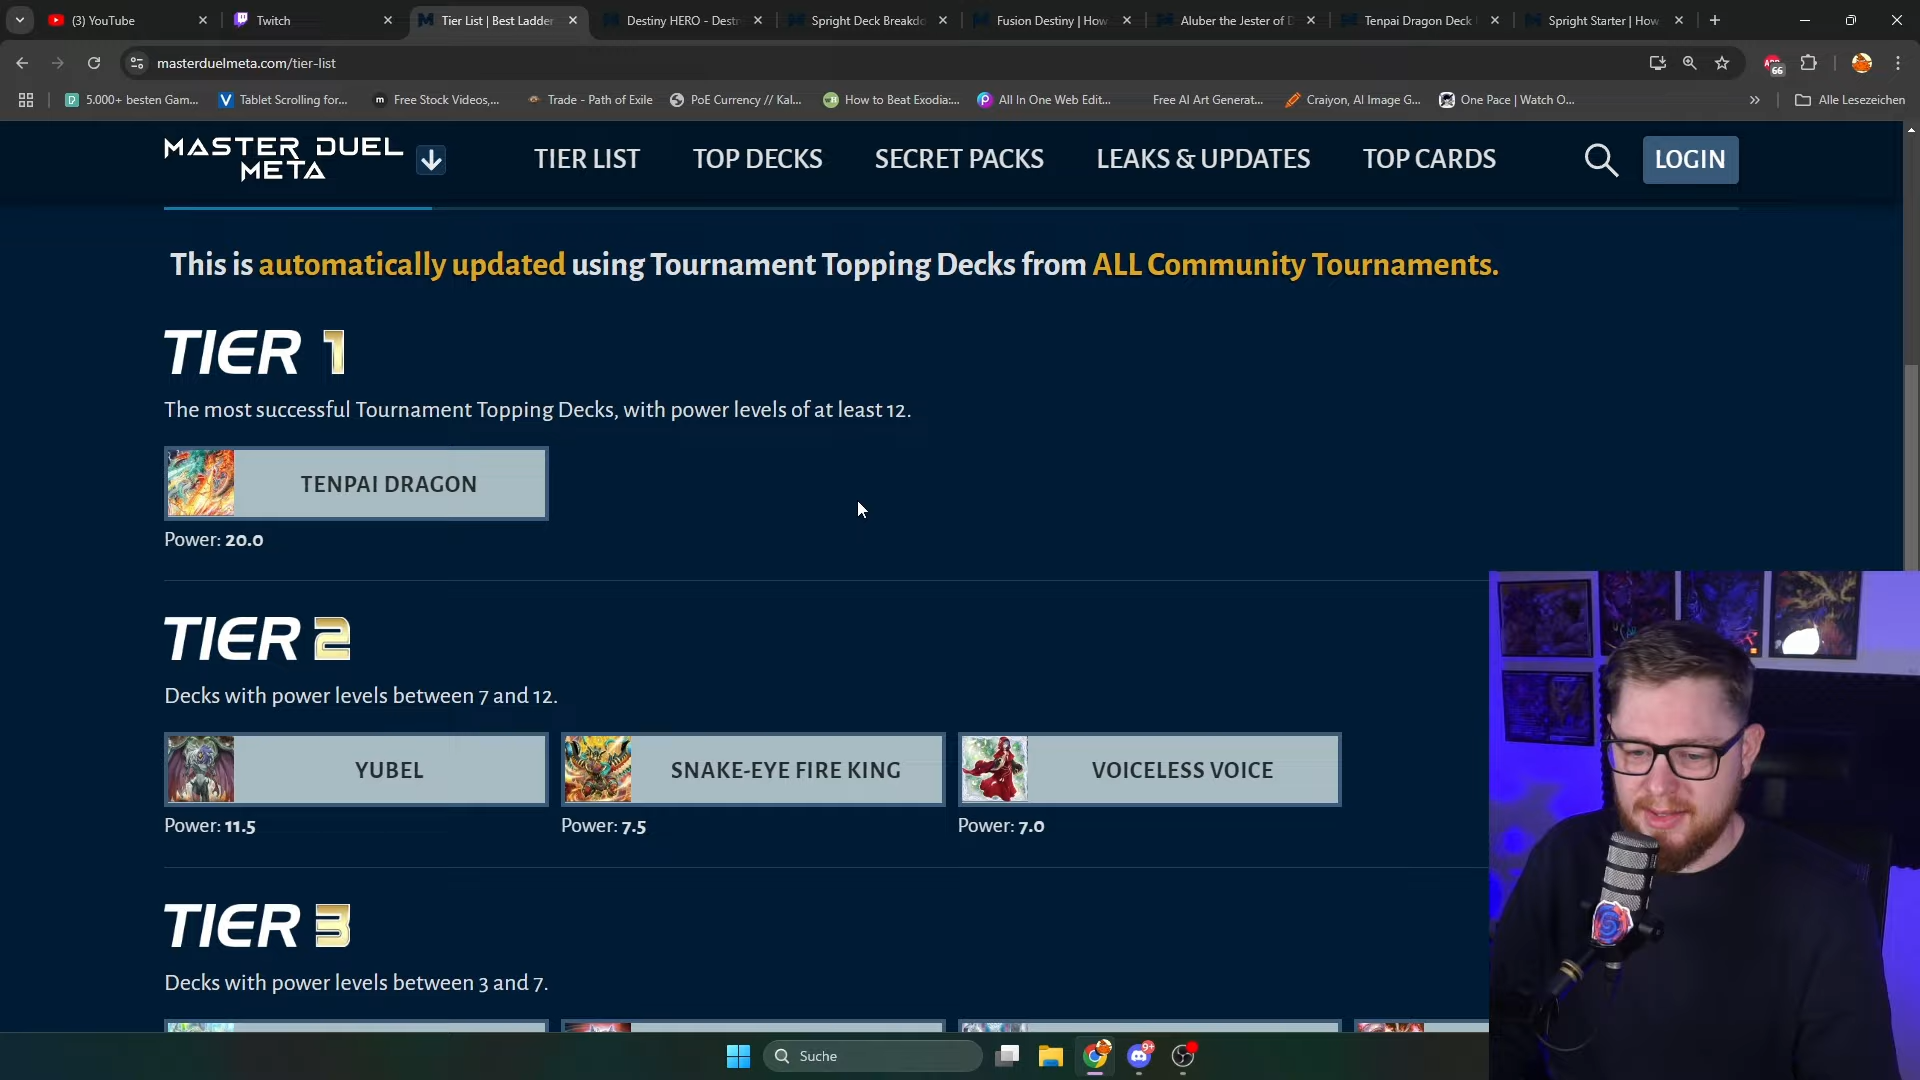 (3) YouTube
Twitch
Tier List | Best Ladder
Destiny HERO - Dest
Spright Deck Breakdo
Fusion Destiny | How
Aluber the Jester of D
Tenpai Dragon Deck
Spright Starter | How
masterduelmeta.com/tier-list
66
5.000+ besten Gam...
Tablet Scrolling for...
Free Stock Videos,...
Trade - Path of Exile
PoE Currency // Kal...
How to Beat Exodia:...
All In One Web Edit...
Free AI Art Generat...
Craiyon, AI Image G...
One Pace | Watch O...
Alle Lesezeichen
MASTER DUEL
META
TIER LIST
TOP DECKS
SECRET PACKS
LEAKS & UPDATES
TOP CARDS
LOGIN
This is automatically updated using Tournament Topping Decks from ALL Community Tournaments.
TIER 1
The most successful Tournament Topping Decks, with power levels of at least 12.
TENPAI DRAGON
Power: 20.0
TIER 2
Decks with power levels between 7 and 12.
YUBEL
SNAKE-EYE FIRE KING
VOICELESS VOICE
Power: 11.5
Power: 7.5
Power: 7.0
TIER 3
Decks with power levels between 3 and 7.
Suche
9+